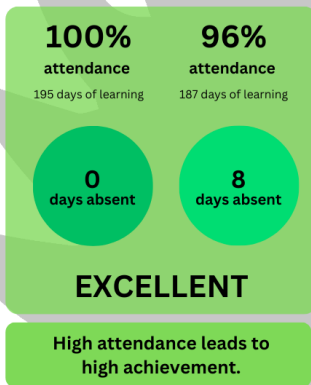 100% 96%
attendance attendance
195 days of learning 187 days of learning
0 8
days absent days absent
EXCELLENT
High attendance leads to
high achievement.